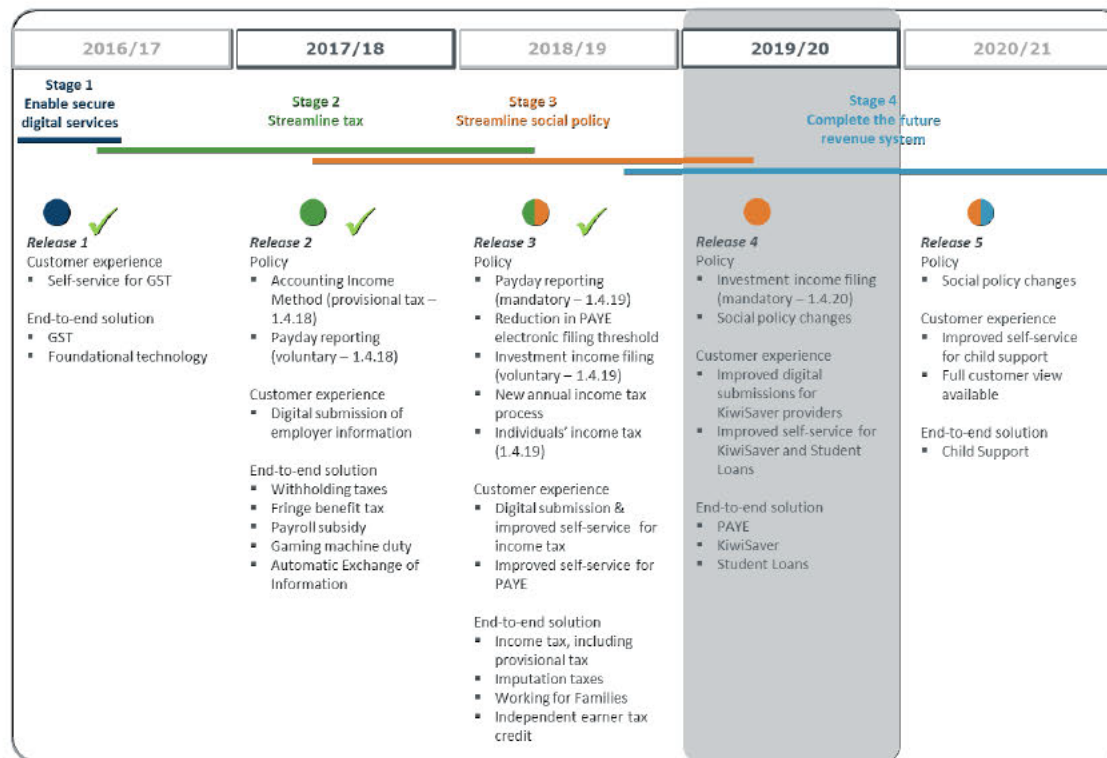 2016/17
2017/18
2018/19
2019/20
2020/21
Stage 1
Enable secure
digital services
Stage 2
Streamline tax
Stage 3
Streamline social policy
Stage 4
Complete the future
revenue system
Release 1
Customer experience
▪ Self-service for GST
End-to-end solution
▪ GST
▪ Foundational technology
Release 2
Policy
▪ Accounting Income
Method (provisional tax –
1.4.18)
▪ Payday reporting
(voluntary – 1.4.18)
Customer experience
▪ Digital submission of
employer information
End-to-end solution
▪ Withholding taxes
▪ Fringe benefit tax
▪ Payroll subsidy
▪ Gaming machine duty
▪ Automatic Exchange of
Information
Release 3
Policy
▪ Payday reporting
(mandatory – 1.4.19)
▪ Reduction in PAYE
electronic filing threshold
▪ Investment income filing
(voluntary – 1.4.19)
▪ New annual income tax
process
▪ Individuals' income tax
(1.4.19)
Customer experience
▪ Digital submission &
improved self-service for
income tax
▪ Improved self-service for
PAYE
End-to-end solution
▪ Income tax, including
provisional tax
▪ Imputation taxes
▪ Working for Families
▪ Independent earner tax
credit
Release 4
Policy
▪ Investment income filing
(mandatory – 1.4.20)
▪ Social policy changes
Customer experience
▪ Improved digital
submissions for
KiwiSaver providers
▪ Improved self-service for
KiwiSaver and Student
Loans
End-to-end solution
▪ PAYE
▪ KiwiSaver
▪ Student Loans
Release 5
Policy
▪ Social policy changes
Customer experience
▪ Improved self-service
for child support
▪ Full customer view
available
End-to-end solution
▪ Child Support